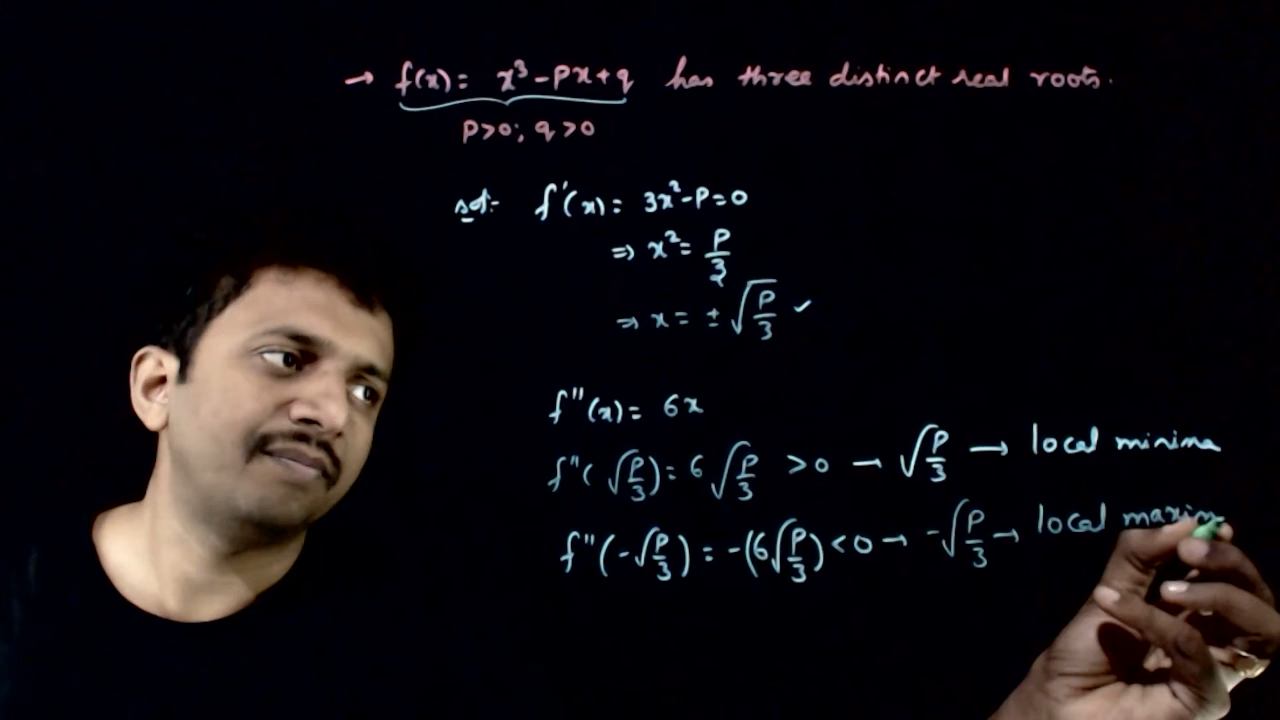 → f(x) = x³ - px + q has three distinct real roots.
p>0; q>0
sol:- f'(x) = 3x² - p = 0
⇒ x² = p/3
⇒ x = ± √(p/3) ✓
f''(x) = 6x
f''(√(p/3)) = 6√(p/3) >0 → √(p/3) → local minima
f''(-√(p/3)) = -(6√(p/3)) <0 → -√(p/3) → local maxim